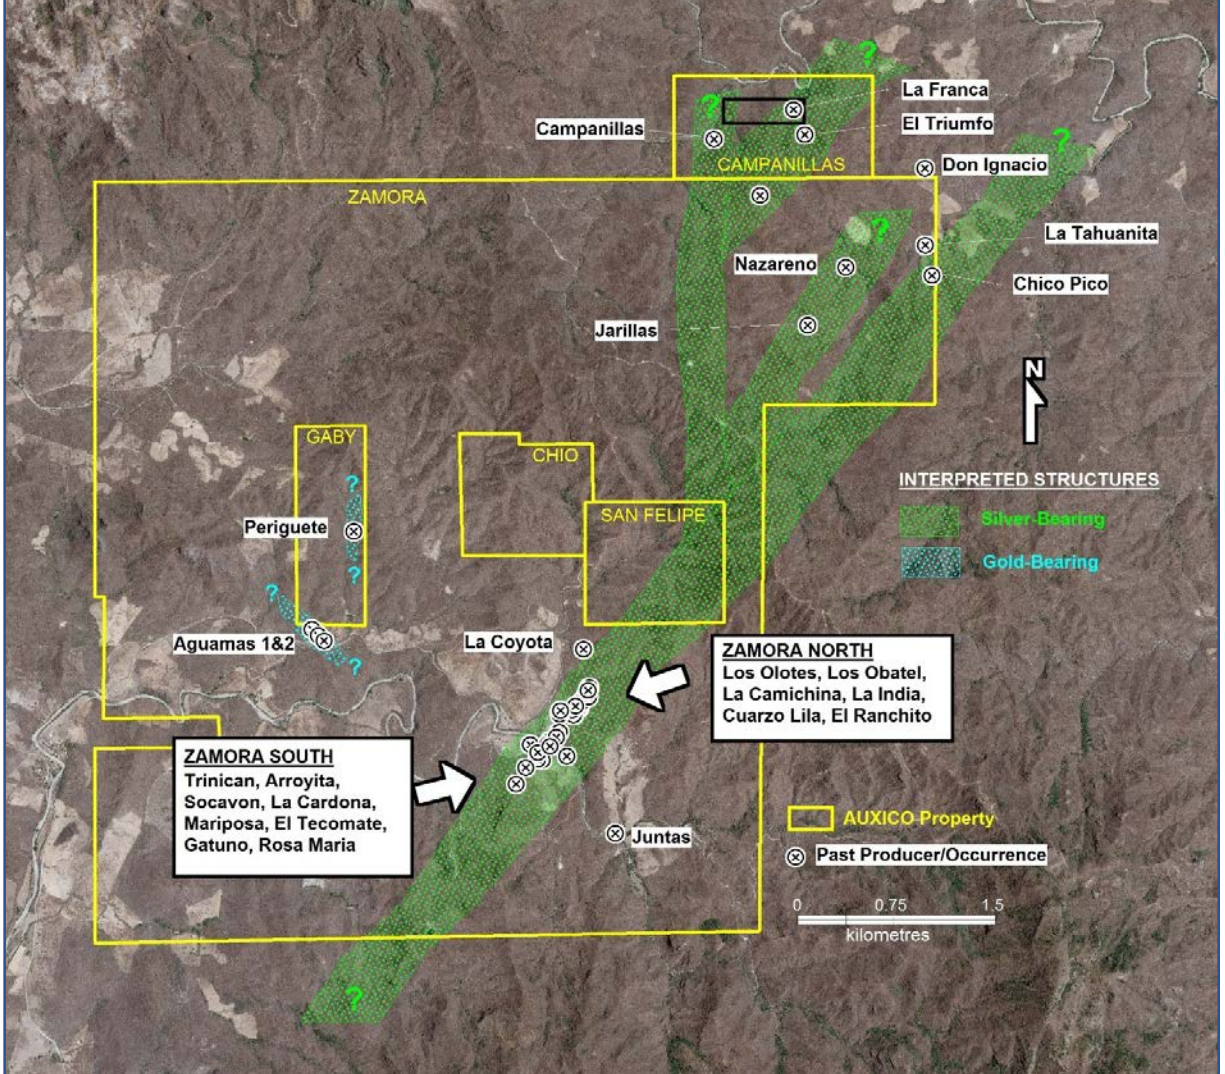 ?
La Franca
?
Campanillas
El Triumfo
?
CAMPANILLAS
Don Ignacio
ZAMORA
?
La Tahuanita
Nazareno
Chico Pico
Jarillas
N
GABY
CHIO
INTERPRETED STRUCTURES
?
SAN FELIPE
Silver-Bearing
Periguete
Gold-Bearing
?
?
Aguamas 1&2
?
La Coyota
ZAMORA NORTH
Los Olotes, Los Obatel,
La Camichina, La India,
Cuarzo Lila, El Ranchito
ZAMORA SOUTH
Trinican, Arroyita,
Socavon, La Cardona,
Mariposa, El Tecomate,
Gatuno, Rosa Maria
AUXICO Property
Juntas
Past Producer/Occurrence
0 0.75 1.5
kilometres
?